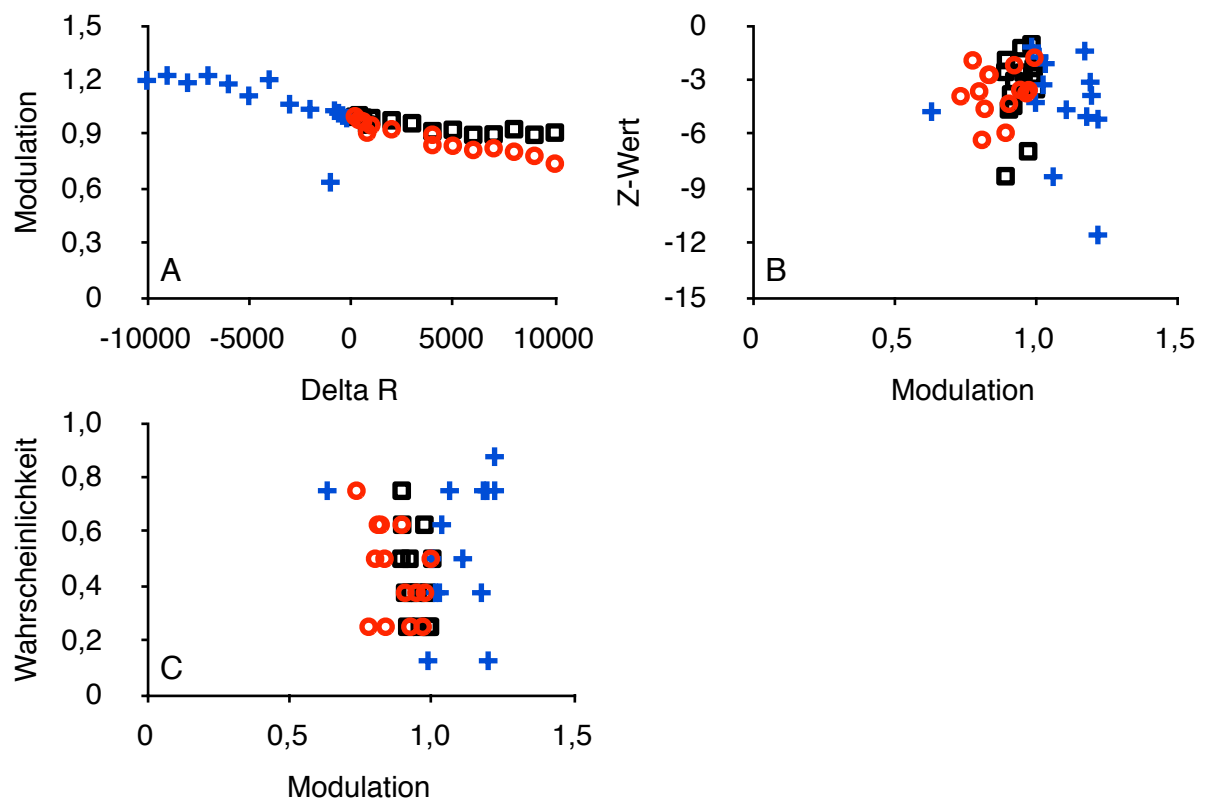 1,5
1,2
0,9
0,6
0,3
0
Modulation
A
-10000 -5000 0 5000 10000
Delta R
0
-3
-6
-9
-12
-15
Z-Wert
B
0 0,5 1,0 1,5
Modulation
1,0
0,8
0,6
0,4
0,2
0
Wahrscheinlichkeit
C
0 0,5 1,0 1,5
Modulation